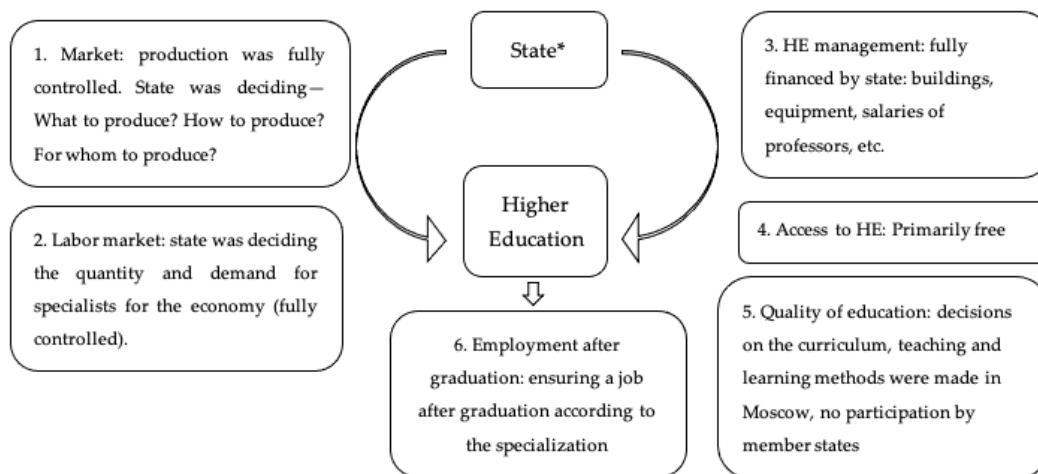 State*
1. Market: production was fully
controlled. State was deciding—
What to produce? How to produce?
For whom to produce?
2. Labor market: state was deciding
the quantity and demand for
specialists for the economy (fully
controlled).
3. HE management: fully
financed by state: buildings,
equipment, salaries of
professors, etc.
Higher
Education
4. Access to HE: Primarily free
5. Quality of education: decisions
on the curriculum, teaching and
learning methods were made in
Moscow, no participation by
member states
6. Employment after
graduation: ensuring a job
after graduation according to
the specialization